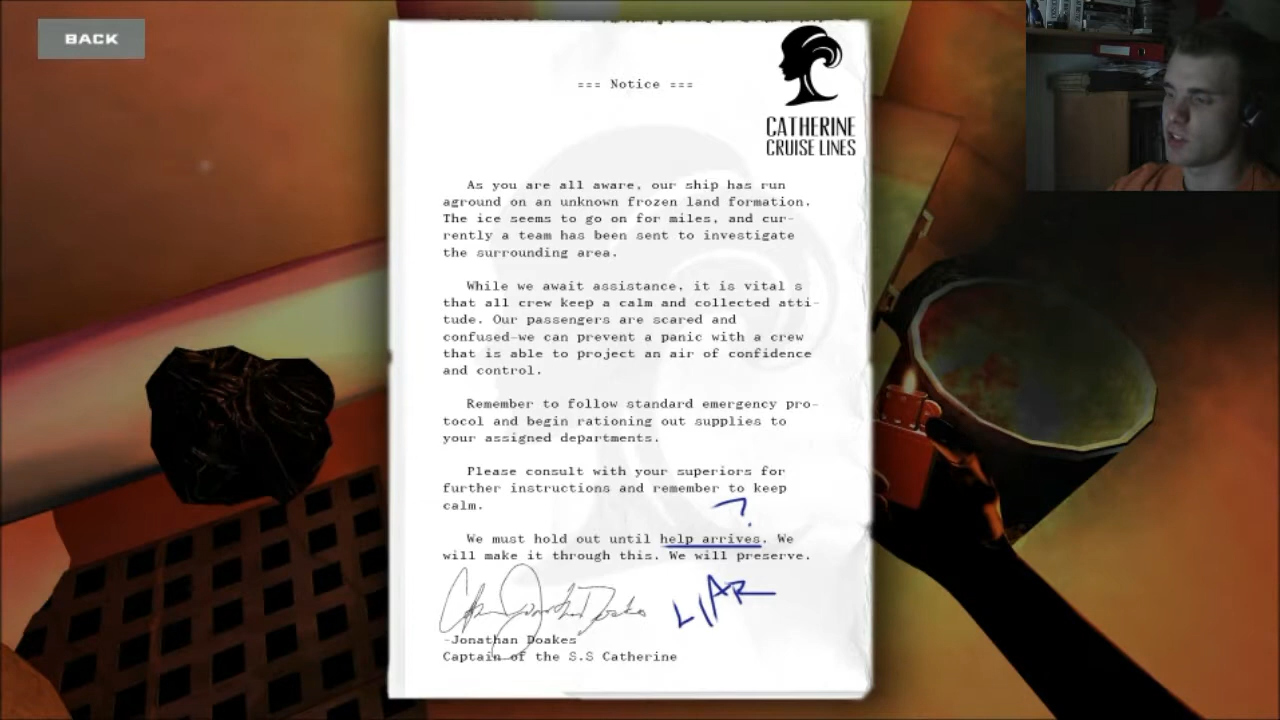 BACK
=== Notice ===
CATHERINE
CRUISE LINES
As you are all aware, our ship has run
aground on an unknown frozen land formation.
The ice seems to go on for miles, and cur-
rently a team has been sent to investigate
the surrounding area.
While we await assistance, it is vital s
that all crew keep a calm and collected atti-
tude. Our passengers are scared and
confused-we can prevent a panic with a crew
that is able to project an air of confidence
and control.
Remember to follow standard emergency pro-
tocol and begin rationing out supplies to
your assigned departments.
Please consult with your superiors for
further instructions and remember to keep
calm.
?
We must hold out until help arrives. We
will make it through this. We will preserve.
LIAR
-Jonathan Doakes
Captain of the S.S Catherine